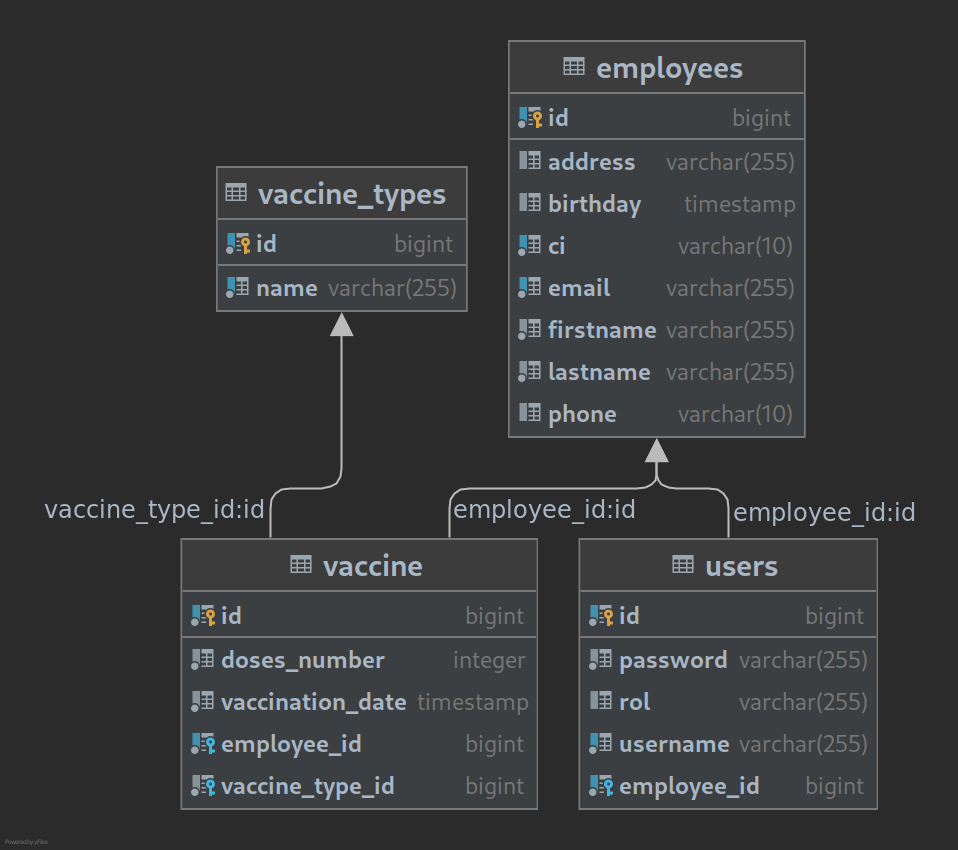 employees
id bigint
address varchar(255)
birthday timestamp
ci varchar(10)
email varchar(255)
firstname varchar(255)
lastname varchar(255)
phone varchar(10)
vaccine_types
id bigint
name varchar(255)
vaccine_type_id:id
employee_id:id
employee_id:id
vaccine
id bigint
doses_number integer
vaccination_date timestamp
employee_id bigint
vaccine_type_id bigint
users
id bigint
password varchar(255)
rol varchar(255)
username varchar(255)
employee_id bigint
Powered by yFiles